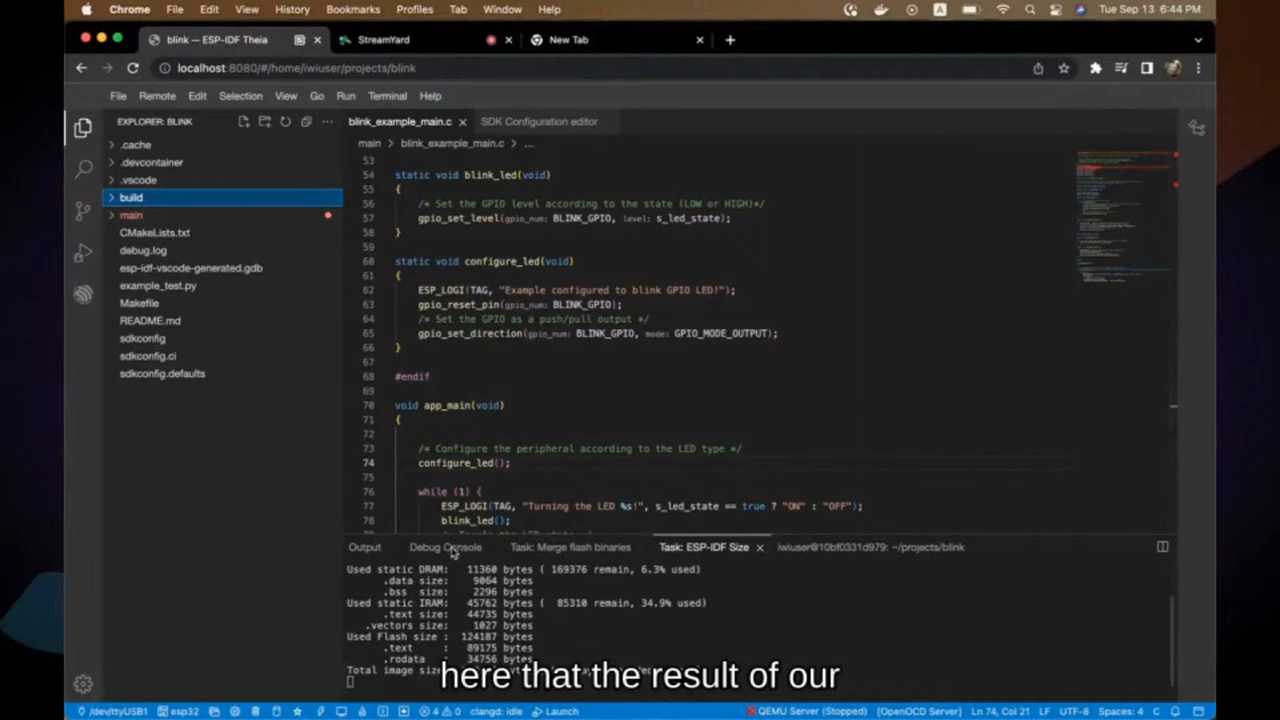 Chrome File Edit View History Bookmarks Profiles Tab Window Help A Tue Sep 13 6:44 PM
blink — ESP-IDF Theia StreamYard New Tab
localhost:8080/#/home/iwiuser/projects/blink
File Remote Edit Selection View Go Run Terminal Help
EXPLORER: BLINK
.cache
.devcontainer
.vscode
build
main
CMakeLists.txt
debug.log
esp-idf-vscode-generated.gdb
example_test.py
Makefile
README.md
sdkconfig
sdkconfig.ci
sdkconfig.defaults
blink_example_main.c SDK Configuration editor
main > blink_example_main.c > ...
53
54 static void blink_led(void)
55 {
56 /* Set the GPIO level according to the state (LOW or HIGH)*/
57 gpio_set_level(gpio_num: BLINK_GPIO, level: s_led_state);
58 }
59
60 static void configure_led(void)
61 {
62 ESP_LOGI(TAG, "Example configured to blink GPIO LED!");
63 gpio_reset_pin(gpio_num: BLINK_GPIO);
64 /* Set the GPIO as a push/pull output */
65 gpio_set_direction(gpio_num: BLINK_GPIO, mode: GPIO_MODE_OUTPUT);
66 }
67
68 #endif
69
70 void app_main(void)
71 {
72
73 /* Configure the peripheral according to the LED type */
74 configure_led();
75
76 while (1) {
77 ESP_LOGI(TAG, "Turning the LED %s!", s_led_state == true ? "ON" : "OFF");
78 blink_led();
Output Debug Console Task: Merge flash binaries Task: ESP-IDF Size iwiuser@10bf0331d979: ~/projects/blink
Used static DRAM: 11360 bytes ( 169376 remain, 6.3% used)
.data size: 9064 bytes
.bss size: 2296 bytes
Used static IRAM: 45762 bytes ( 85310 remain, 34.9% used)
.text size: 44735 bytes
.vectors size: 1027 bytes
Used Flash size : 124187 bytes
.text : 89175 bytes
.rodata : 34756 bytes
Total image size
here that the result of our
/dev/ttyUSB1 esp32 4 0 clangd: idle Launch QEMU Server (Stopped) [OpenOCD Server] Ln 74, Col 21 LF UTF-8 Spaces: 4 C